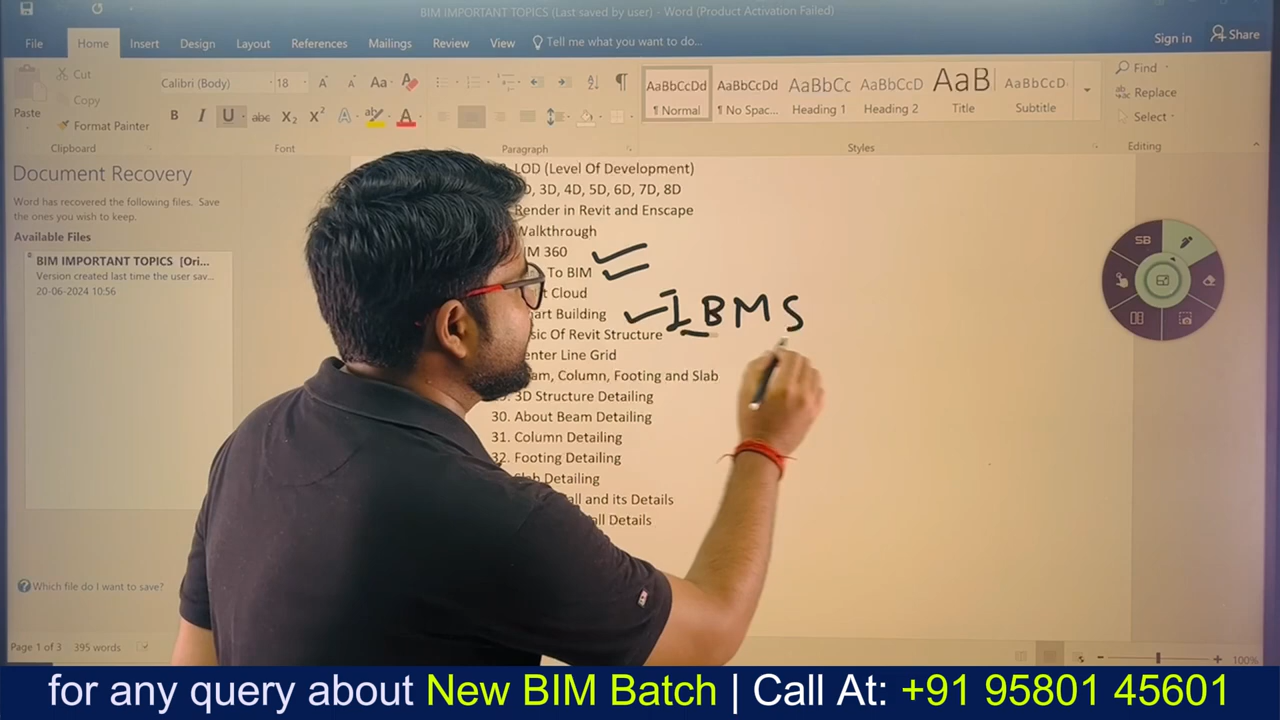 BIM IMPORTANT TOPICS (Last saved by user) - Word (Product Activation Failed)
File Home Insert Design Layout References Mailings Review View Tell me what you want to do... Sign in Share
Cut
Copy
Paste
Format Painter
Clipboard
Calibri (Body) 18
Font
Paragraph
AaBbCcDd AaBbCcDd AaBbCc AaBbCcD AaB AaBbCcD
¶ Normal ¶ No Spac... Heading 1 Heading 2 Title Subtitle
Styles
Find
Replace
Select
Editing
Document Recovery
Word has recovered the following files. Save
the ones you wish to keep.
Available Files
BIM IMPORTANT TOPICS [Ori...
Version created last time the user sav...
20-06-2024 10:56
Which file do I want to save?
LOD (Level Of Development)
3D, 4D, 5D, 6D, 7D, 8D
Render in Revit and Enscape
Walkthrough
360
To BIM
Cloud
Building
IBMS
Of Revit Structure
Line Grid
Column, Footing and Slab
3D Structure Detailing
30. About Beam Detailing
31. Column Detailing
32. Footing Detailing
Slab Detailing
and its Details
Details
SB
Page 1 of 3 395 words
100%
for any query about New BIM Batch | Call At: +91 95801 45601